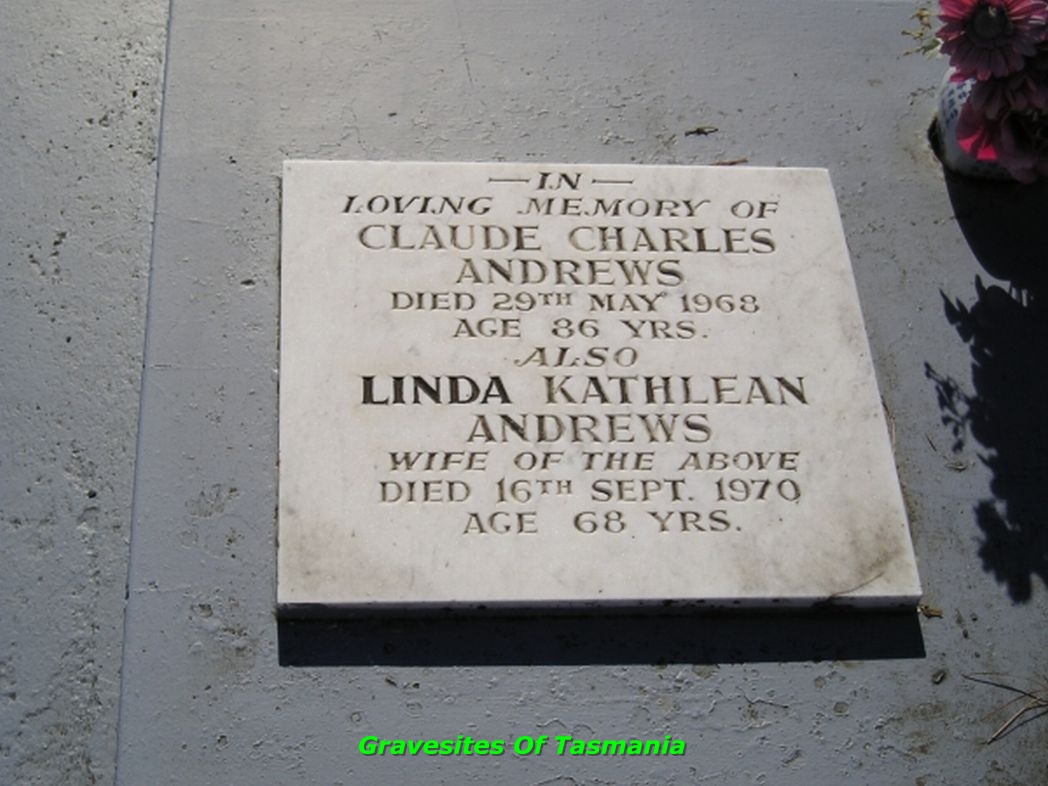 — IN —
LOVING MEMORY OF
CLAUDE CHARLES
ANDREWS
DIED 29TH MAY 1968
AGE 86 YRS.
ALSO
LINDA KATHLEAN
ANDREWS
WIFE OF THE ABOVE
DIED 16TH SEPT. 1970
AGE 68 YRS.
Gravesites Of Tasmania